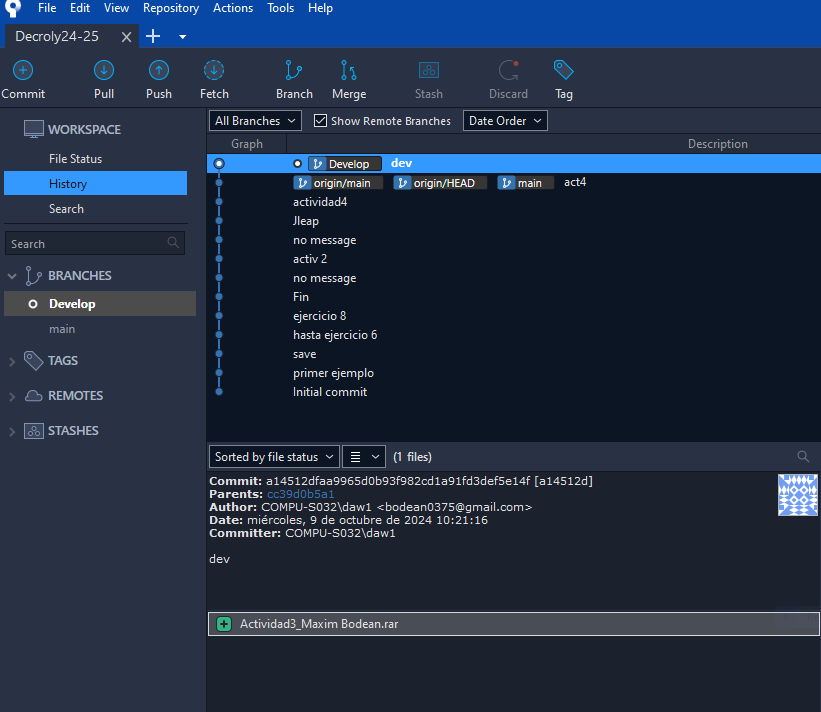 File Edit View Repository Actions Tools Help
Decroly24-25
Commit Pull Push Fetch Branch Merge Stash Discard Tag
WORKSPACE
File Status
History
Search
Search
BRANCHES
Develop
main
TAGS
REMOTES
STASHES
All Branches Show Remote Branches Date Order
Graph Description
Develop dev
origin/main origin/HEAD main act4
actividad4
Jleap
no message
activ 2
no message
Fin
ejercicio 8
hasta ejercicio 6
save
primer ejemplo
Initial commit
Sorted by file status (1 files)
Commit: a14512dfaa9965d0b93f982cd1a91fd3def5e14f [a14512d]
Parents: cc39d0b5a1
Author: COMPU-S032\daw1 <bodean0375@gmail.com>
Date: miércoles, 9 de octubre de 2024 10:21:16
Committer: COMPU-S032\daw1
dev
Actividad3_Maxim Bodean.rar